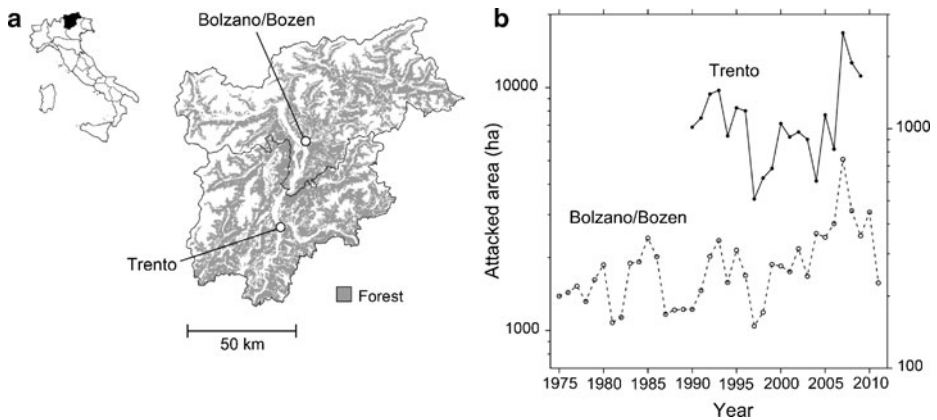 a
Bolzano/Bozen
Trento
Forest
50 km
b
Attacked area (ha)
10000
1000
1000
100
Trento
Bolzano/Bozen
1975 1980 1985 1990 1995 2000 2005 2010
Year